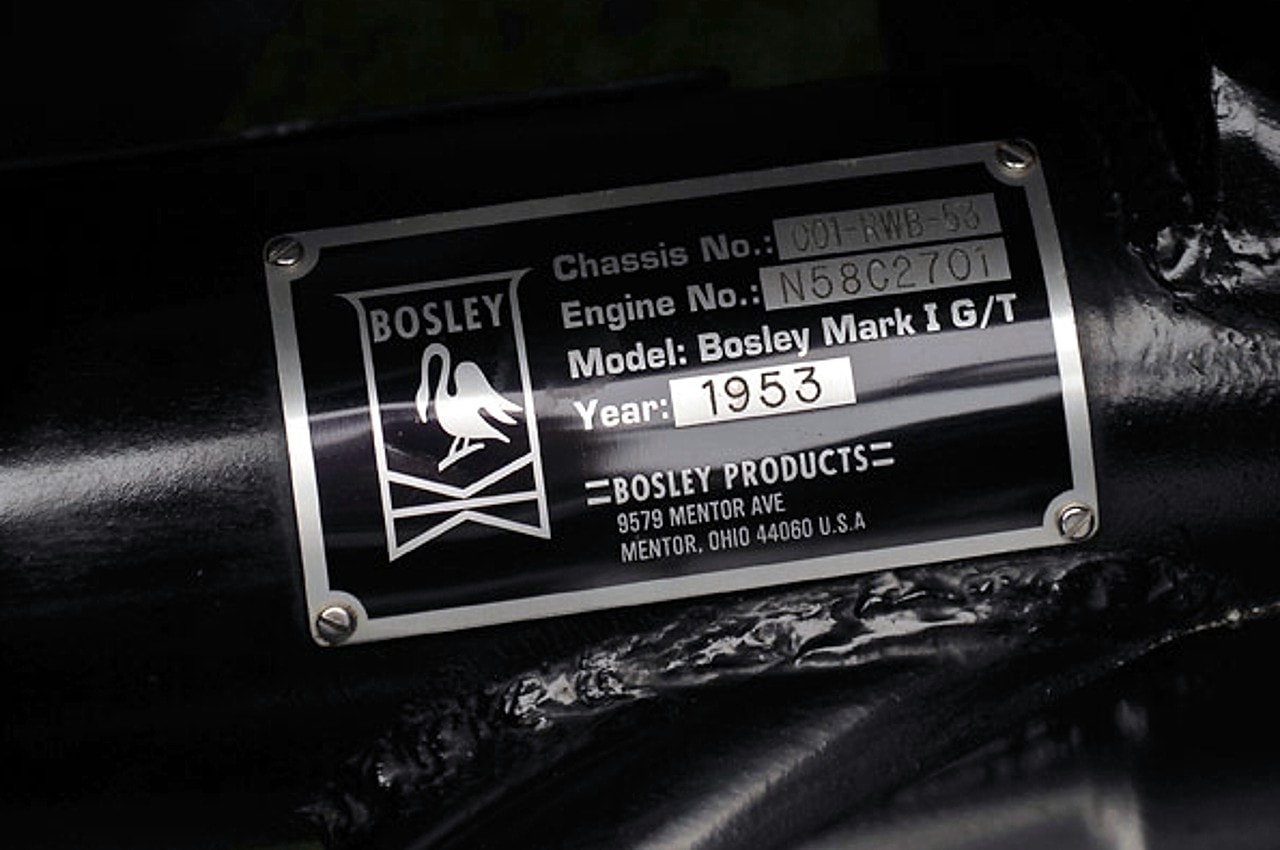 BOSLEY
Chassis No.: 001-RWB-53
Engine No.: N58C2701
Model: Bosley Mark I G/T
Year: 1953
BOSLEY PRODUCTS
9579 MENTOR AVE
MENTOR, OHIO 44060 U.S.A